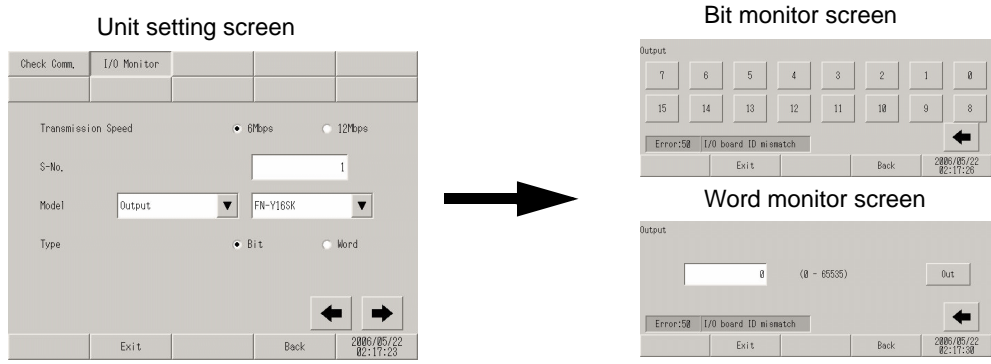 Unit setting screen
Check Comm.
I/O Monitor
Transmission Speed
6Mbps
12Mbps
S-No.
1
Model
Output
▼
FN-Y16SK
▼
Type
Bit
Word
Exit
Back
2006/05/22
02:17:23
Bit monitor screen
Output
7 6 5 4 3 2 1 0
15 14 13 12 11 10 9 8
Error:50 I/O board ID mismatch
Exit
Back
2006/05/22
02:17:26
Word monitor screen
Output
0
(0 - 65535)
Out
Error:50 I/O board ID mismatch
Exit
Back
2006/05/22
02:17:30